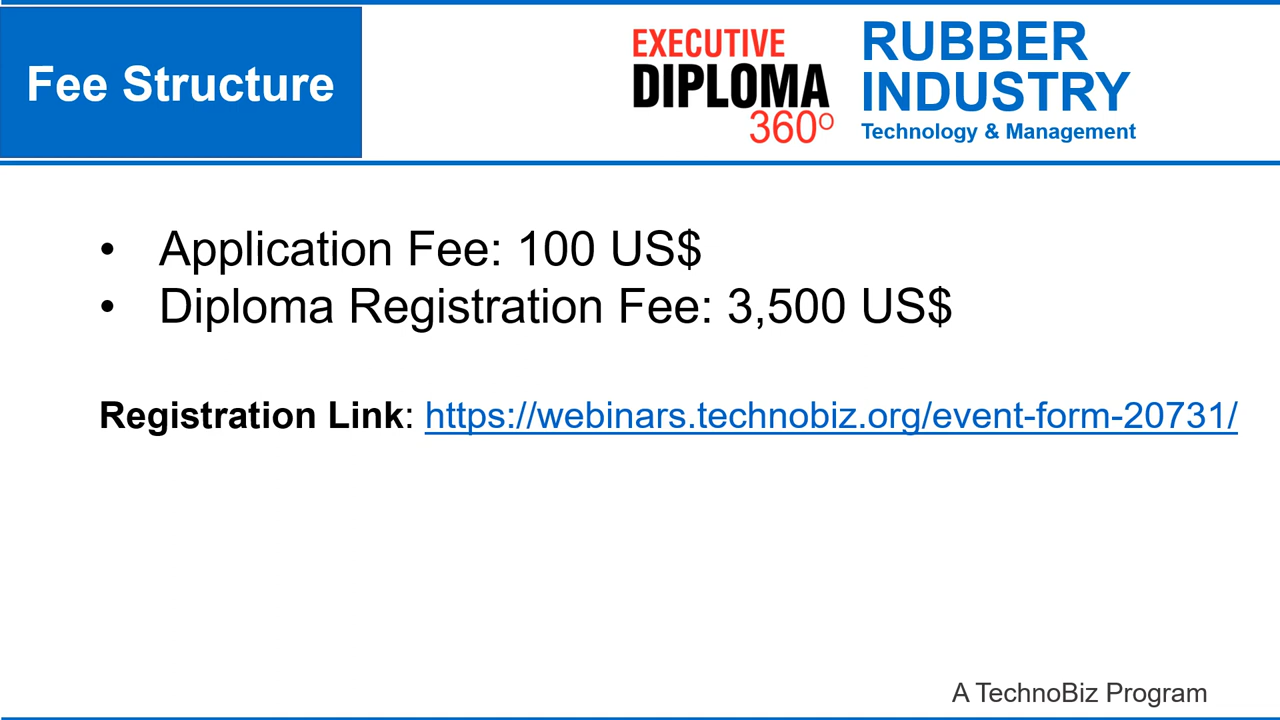 Fee Structure
EXECUTIVE
DIPLOMA
360°
RUBBER
INDUSTRY
Technology & Management
• Application Fee: 100 US$
• Diploma Registration Fee: 3,500 US$
Registration Link: https://webinars.technobiz.org/event-form-20731/
A TechnoBiz Program